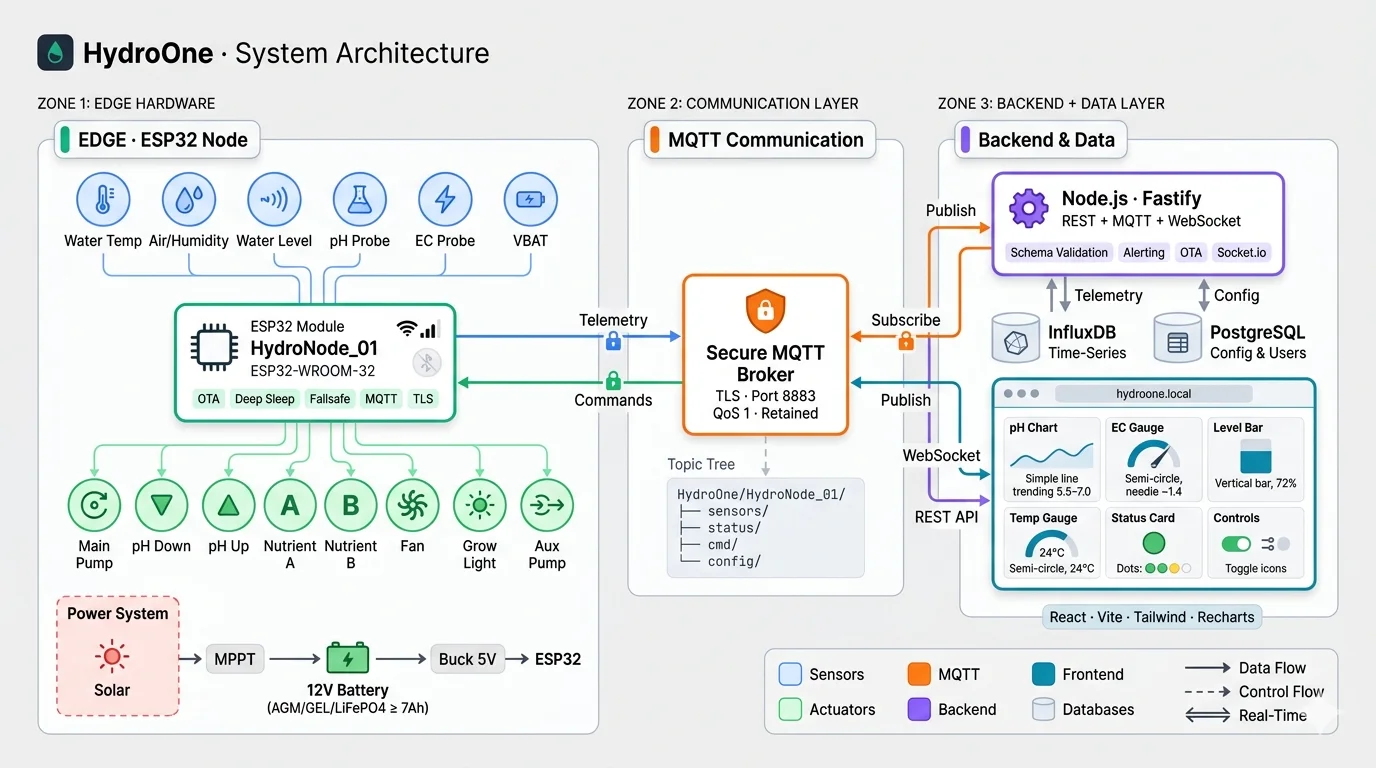 HydroOne · System Architecture
ZONE 1: EDGE HARDWARE
EDGE · ESP32 Node
Water Temp
Air/Humidity
Water Level
pH Probe
EC Probe
VBAT
ESP32 Module
HydroNode_01
ESP32-WROOM-32
OTA
Deep Sleep
Fallsafe
MQTT
TLS
A
B
Main
Pump
pH Down
pH Up
Nutrient
A
Nutrient
B
Fan
Grow
Light
Aux
Pump
Power System
Solar
MPPT
12V Battery
(AGM/GEL/LiFePO4 ≥ 7Ah)
Buck 5V
ESP32
Telemetry
Commands
ZONE 2: COMMUNICATION LAYER
MQTT Communication
Secure MQTT
Broker
TLS · Port 8883
QoS 1 · Retained
Topic Tree
HydroOne/HydroNode_01/
├── sensors/
├── status/
├── cmd/
└── config/
Publish
Subscribe
Publish
WebSocket
REST API
ZONE 3: BACKEND + DATA LAYER
Backend & Data
Node.js · Fastify
REST + MQTT + WebSocket
Schema Validation
Alerting
OTA
Socket.io
Telemetry
Config
InfluxDB
Time-Series
PostgreSQL
Config & Users
hydroone.local
pH Chart
Simple line
trending 5.5–7.0
EC Gauge
Semi-circle,
needie ~1.4
Level Bar
Vertical bar, 72%
Temp Gauge
24°C
Semi-circle, 24°C
Status Card
Dots:
Controls
Toggle icons
React · Vite · Tailwind · Recharts
Sensors
MQTT
Frontend
Data Flow
Actuators
Backend
Databases
Control Flow
Real-Time